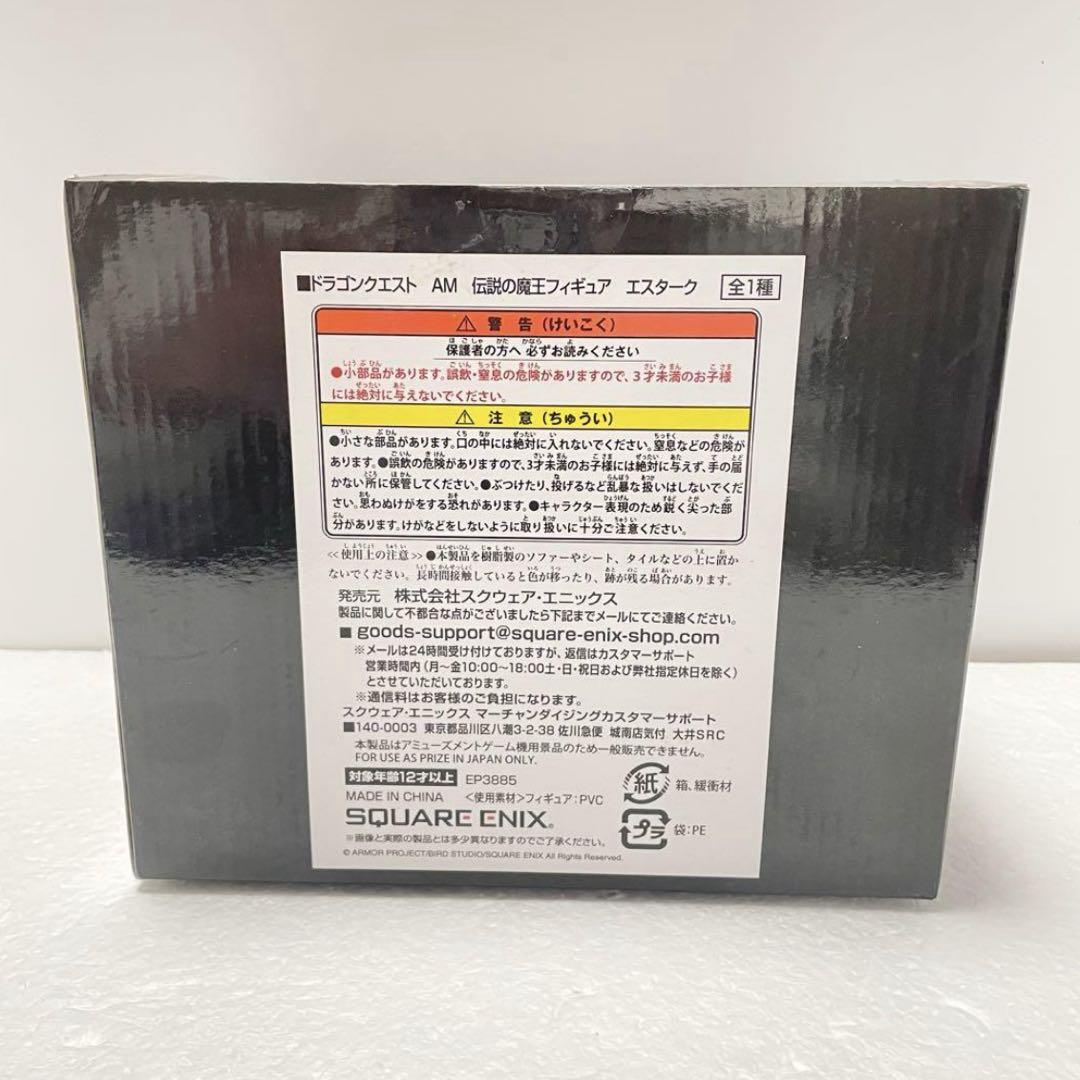 ■ドラゴンクエスト AM 伝説の魔王フィギュア エスターク 全1種
⚠ 警告(けいこく)
保護者の方へ 必ずお読みください
●小部品があります。誤飲・窒息の危険がありますので、3才未満のお子様
には絶対に与えないでください。
⚠ 注意(ちゅうい)
●小さな部品があります。口の中には絶対に入れないでください。窒息などの危険が
あります。●誤飲の危険がありますので、3才未満のお子様には絶対に与えず、手の届
かない所に保管してください。●ぶつけたり、投げるなど乱暴な扱いはしないでくだ
さい。思わぬけがをする恐れがあります。●キャラクター表現のため鋭く尖った部
分があります。けがなどをしないように取り扱いに十分ご注意ください。
≪使用上の注意≫●本製品を樹脂製のソファーやシート、タイルなどの上に置か
ないでください。長時間接触していると色が移ったり、跡が残る場合があります。
発売元 株式会社スクウェア・エニックス
製品に関して不都合な点がございましたら下記までメールにてご連絡ください。
■ goods-support@square-enix-shop.com
※メールは24時間受け付けておりますが、返信はカスタマーサポート
営業時間内(月〜金10:00〜18:00土・日・祝日および弊社指定休日を除く)
とさせていただいております。
※通信料はお客様のご負担になります。
スクウェア・エニックス マーチャンダイジングカスタマーサポート
■140-0003 東京都品川区八潮3-2-38 佐川急便 城南店気付 大井SRC
本製品はアミューズメントゲーム機用景品のため一般販売できません。
FOR USE AS PRIZE IN JAPAN ONLY.
対象年齢12才以上 EP3885
MADE IN CHINA <使用素材>フィギュア:PVC
紙 箱、緩衝材
プラ 袋:PE
SQUARE ENIX®
※画像と実際の製品とは多少異なりますのでご了承ください。
© ARMOR PROJECT/BIRD STUDIO/SQUARE ENIX All Rights Reserved.